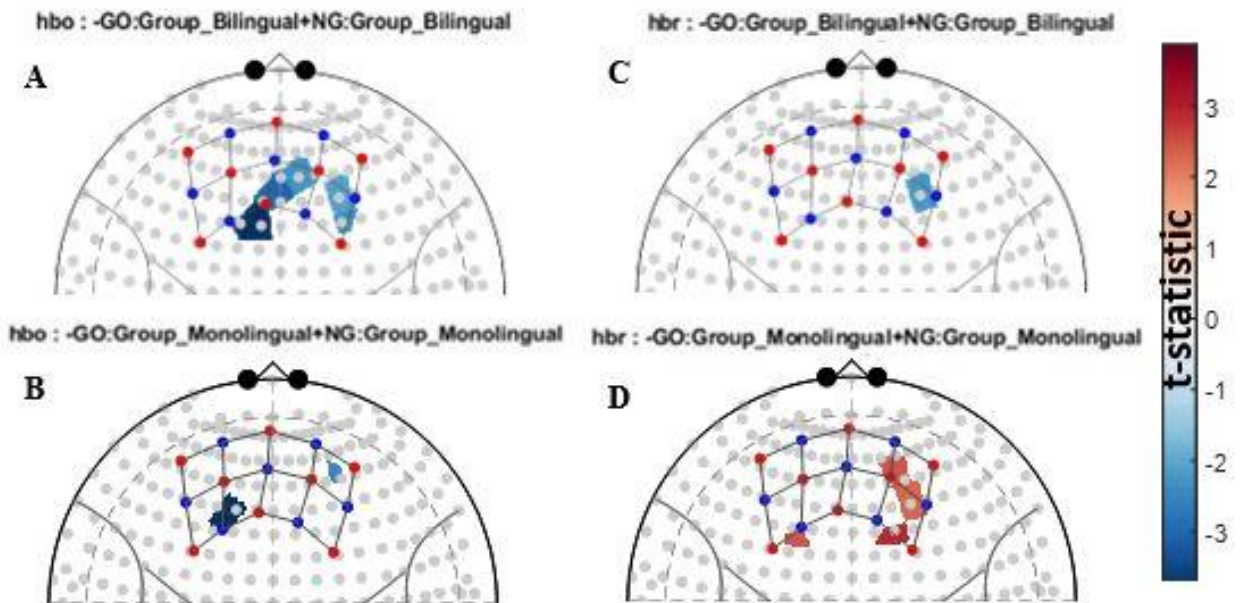 hbo : -GO:Group_Bilingual+NG:Group_Bilingual
hbr : -GO:Group_Bilingual+NG:Group_Bilingual
A
C
hbo : -GO:Group_Monolingual+NG:Group_Monolingual
hbr : -GO:Group_Monolingual+NG:Group_Monolingual
B
D
3
2
1
0
-1
-2
-3
t-statistic